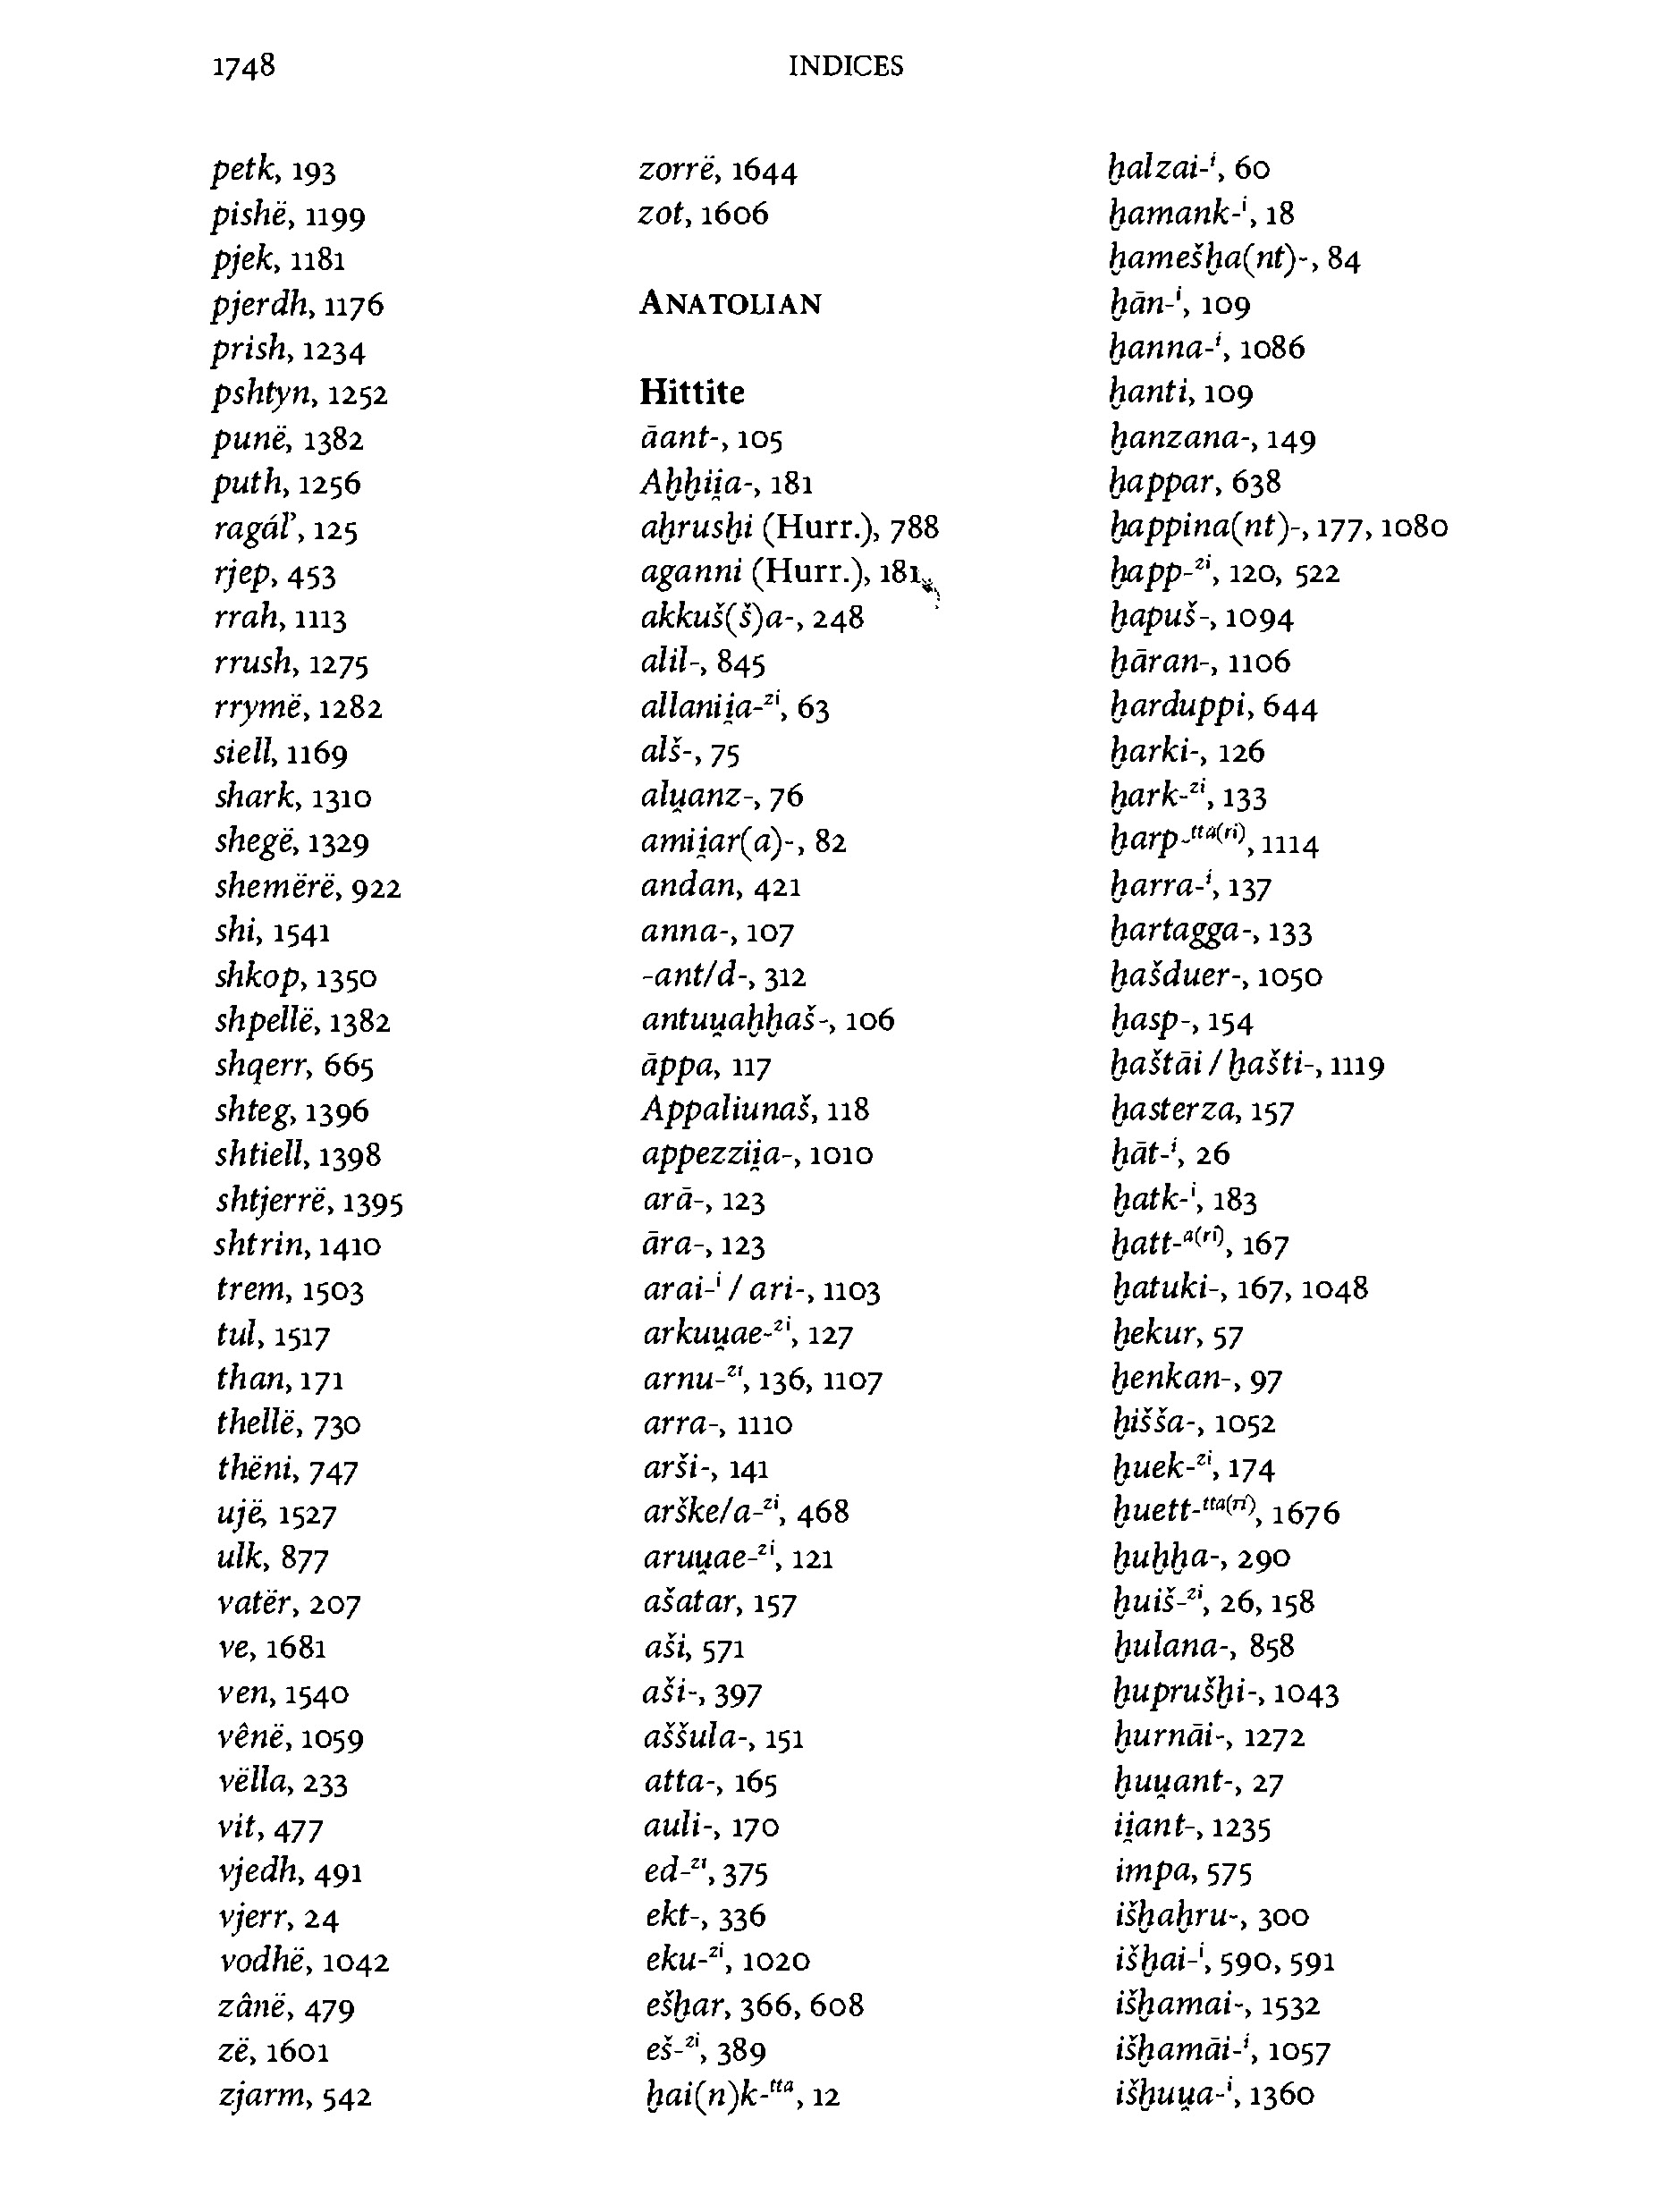 1748
INDICES
petk, 193
pishë, 1199
pjek, 1181
pjerdh, 1176
prish, 1234
pshtyn, 1252
punë, 1382
puth, 1256
ragál’, 125
rjep, 453
rrah, 1113
rrush, 1275
rrymë, 1282
siell, 1169
shark, 1310
shegë, 1329
shemërë, 922
shi, 1541
shkop, 1350
shpellë, 1382
shqerr, 665
shteg, 1396
shtiell, 1398
shtjerrë, 1395
shtrin, 1410
trem, 1503
tul, 1517
than, 171
thellë, 730
thëni, 747
ujë, 1527
ulk, 877
vatër, 207
ve, 1681
ven, 1540
vênë, 1059
vëlla, 233
vit, 477
vjedh, 491
vjerr, 24
vodhë, 1042
zânë, 479
zë, 1601
zjarm, 542
zorrë, 1644
zot, 1606
ANATOLIAN
Hittite
āant-, 105
Aḫḫii̯a-, 181
aḫrusḫi (Hurr.), 788
aganni (Hurr.), 181
akkuš(š)a-, 248
alil-, 845
allanii̯a-ᶻⁱ, 63
alš-, 75
alu̯anz-, 76
amii̯ar(a)-, 82
andan, 421
anna-, 107
-ant/d-, 312
antuu̯aḫḫaš-, 106
āppa, 117
Appaliunaš, 118
appezzii̯a-, 1010
arā-, 123
āra-, 123
arai-ⁱ / ari-, 1103
arkuu̯ae-ᶻⁱ, 127
arnu-ᶻⁱ, 136, 1107
arra-, 1110
arši-, 141
arške/a-ᶻⁱ, 468
aruu̯ae-ᶻⁱ, 121
ašatar, 157
aši, 571
aši-, 397
aššula-, 151
atta-, 165
auli-, 170
ed-ᶻⁱ, 375
ekt-, 336
eku-ᶻⁱ, 1020
ešḫar, 366, 608
eš-ᶻⁱ, 389
ḫai(n)k-ᵗᵗᵃ, 12
ḫalzai-ⁱ, 60
ḫamank-ⁱ, 18
ḫamešḫa(nt)-, 84
ḫān-ⁱ, 109
ḫanna-ⁱ, 1086
ḫanti, 109
ḫanzana-, 149
ḫappar, 638
ḫappina(nt)-, 177, 1080
ḫapp-ᶻⁱ, 120, 522
ḫapuš-, 1094
ḫāran-, 1106
ḫarduppi, 644
ḫarki-, 126
ḫark-ᶻⁱ, 133
ḫarp-ᵗᵗᵃ⁽ʳⁱ⁾, 1114
ḫarra-ⁱ, 137
ḫartagga-, 133
ḫašduer-, 1050
ḫasp-, 154
ḫaštāi / ḫašti-, 1119
ḫasterza, 157
ḫāt-ⁱ, 26
ḫatk-ⁱ, 183
ḫatt-ᵃ⁽ʳⁱ⁾, 167
ḫatuki-, 167, 1048
ḫekur, 57
ḫenkan-, 97
ḫišša-, 1052
ḫuek-ᶻⁱ, 174
ḫuett-ᵗᵗᵃ⁽ʳⁱ⁾, 1676
ḫuḫḫa-, 290
ḫuiš-ᶻⁱ, 26, 158
ḫulana-, 858
ḫuprušḫi-, 1043
ḫurnāi-, 1272
ḫuu̯ant-, 27
ii̯ant-, 1235
impa, 575
išḫaḫru-, 300
išḫai-ⁱ, 590, 591
išḫamai-, 1532
išḫamāi-ⁱ, 1057
išḫuu̯a-ⁱ, 1360